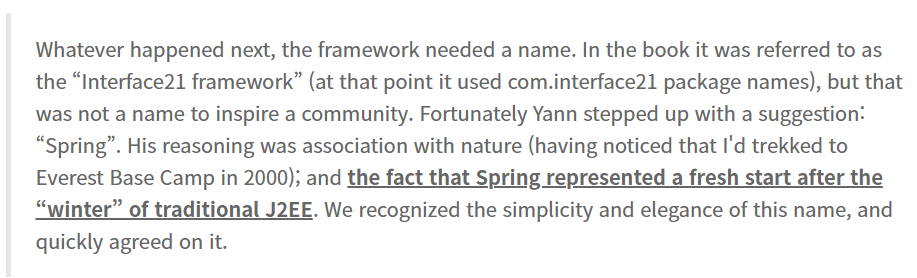 Whatever happened next, the framework needed a name. In the book it was referred to as
the “Interface21 framework” (at that point it used com.interface21 package names), but that
was not a name to inspire a community. Fortunately Yann stepped up with a suggestion:
“Spring”. His reasoning was association with nature (having noticed that I'd trekked to
Everest Base Camp in 2000); and the fact that Spring represented a fresh start after the
“winter” of traditional J2EE. We recognized the simplicity and elegance of this name, and
quickly agreed on it.